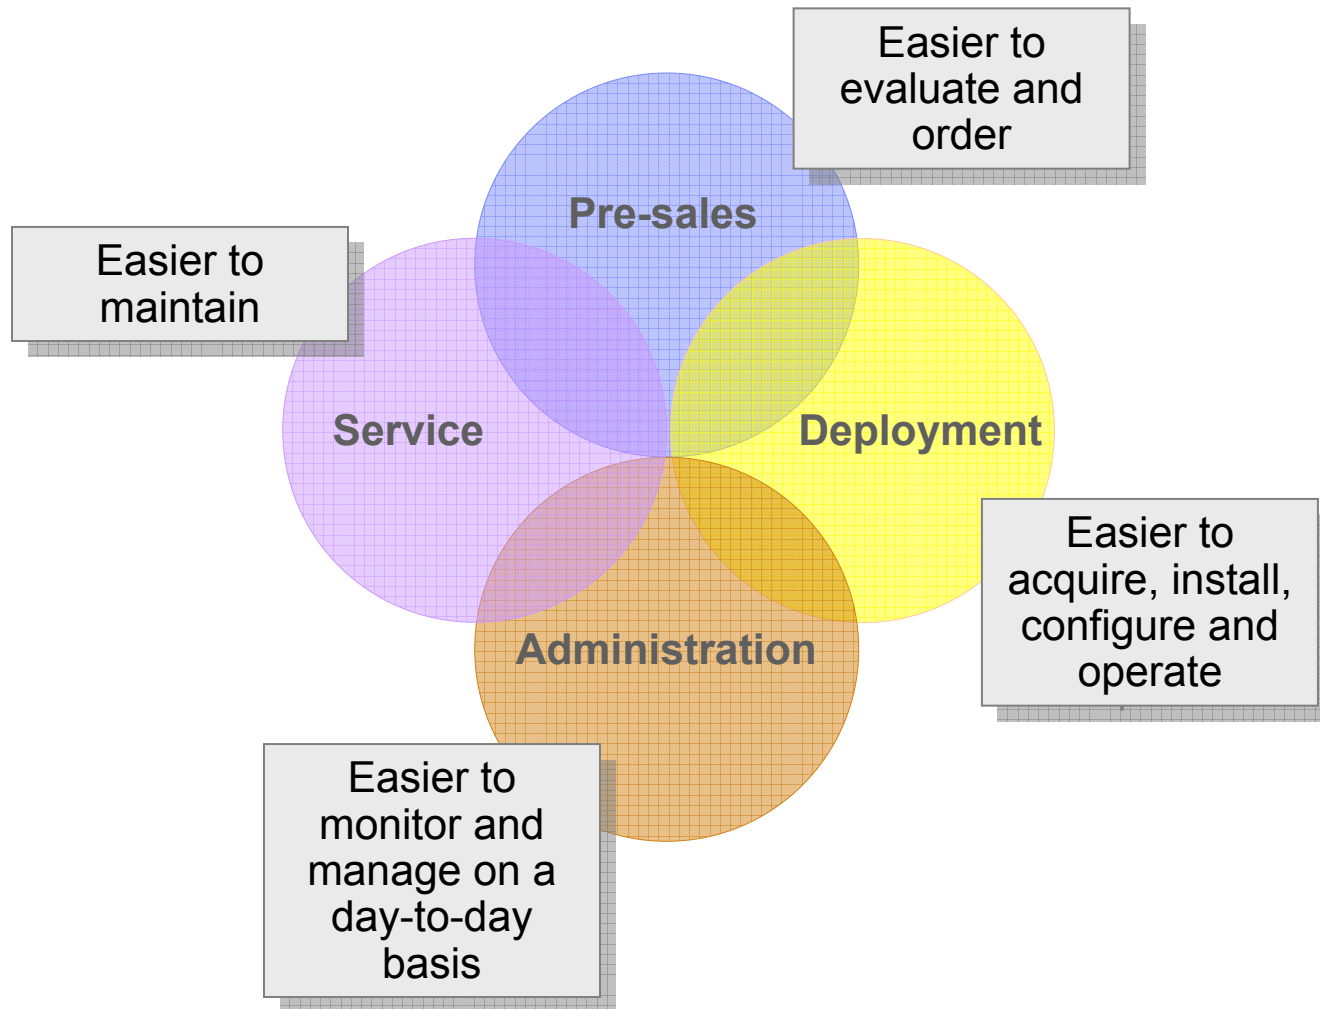 Easier to
evaluate and
order
Pre-sales
Easier to
maintain
Service
Deployment
Easier to
acquire, install,
configure and
operate
Administration
Easier to
monitor and
manage on a
day-to-day
basis